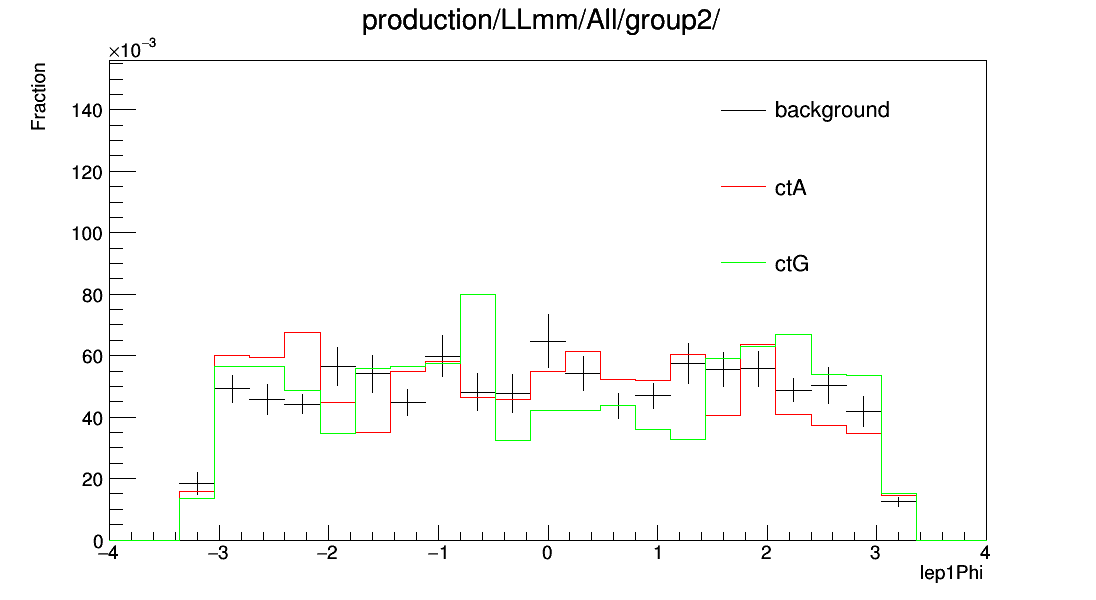 production/LLmm/All/group2/
×10⁻³
Fraction
140
120
100
80
60
40
20
0
background
ctA
ctG
−4 −3 −2 −1 0 1 2 3 4
lep1Phi